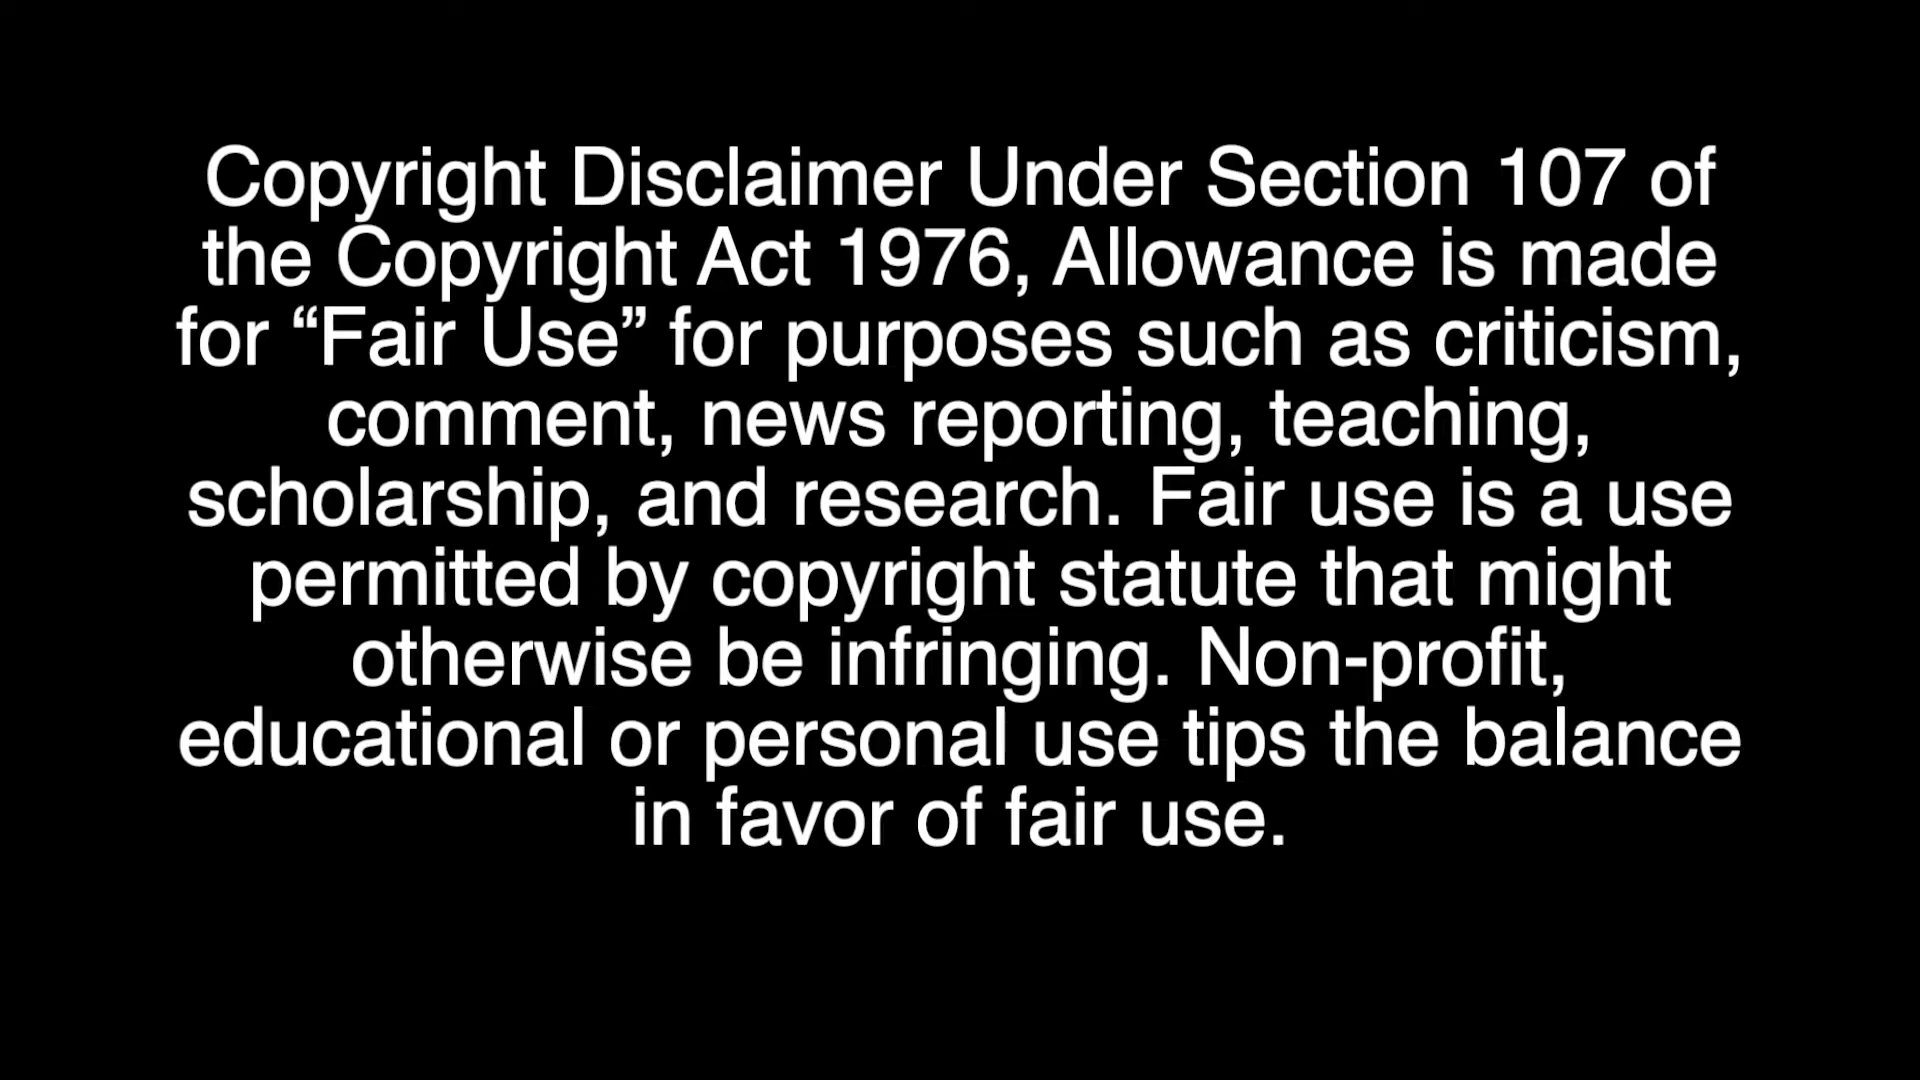 Copyright Disclaimer Under Section 107 of
the Copyright Act 1976, Allowance is made
for “Fair Use” for purposes such as criticism,
comment, news reporting, teaching,
scholarship, and research. Fair use is a use
permitted by copyright statute that might
otherwise be infringing. Non-profit,
educational or personal use tips the balance
in favor of fair use.